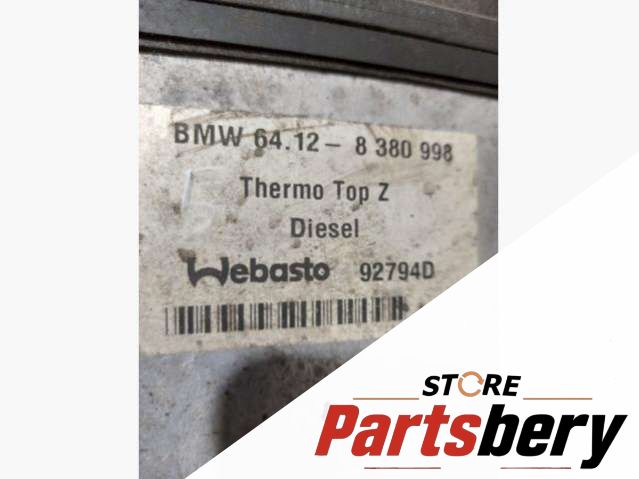 BMW 64.12 – 8 380 998
Thermo Top Z
Diesel
Webasto 92794D
STORE
Partsbery